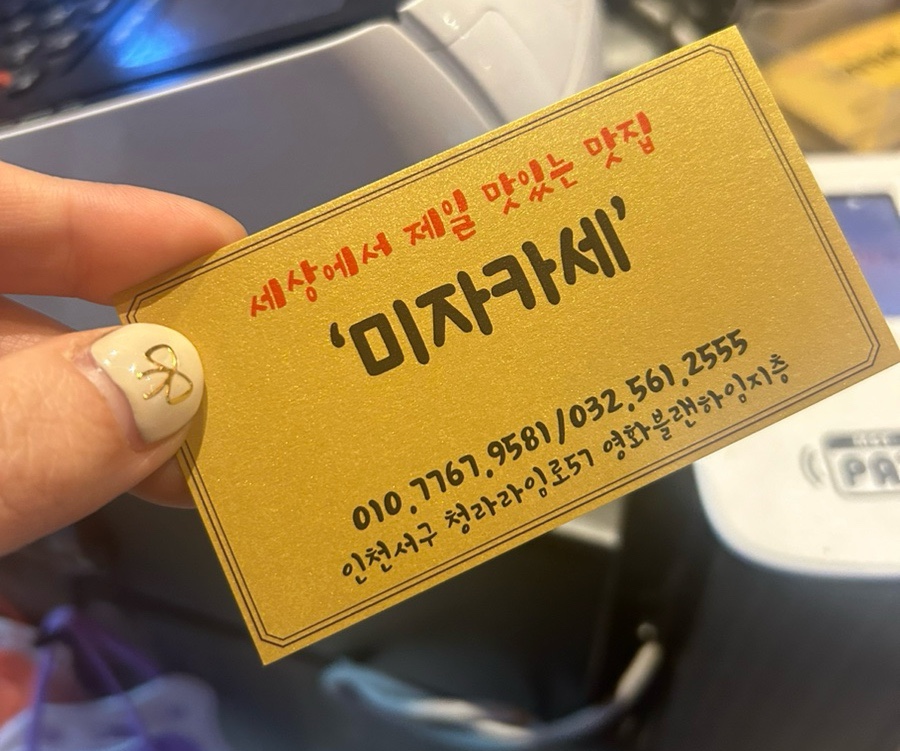 세상에서 제일 맛있는 맛집
‘미자카세’
010.7767.9581/032.561.2555
인천서구 청라라임로57 영화블랜하임지층